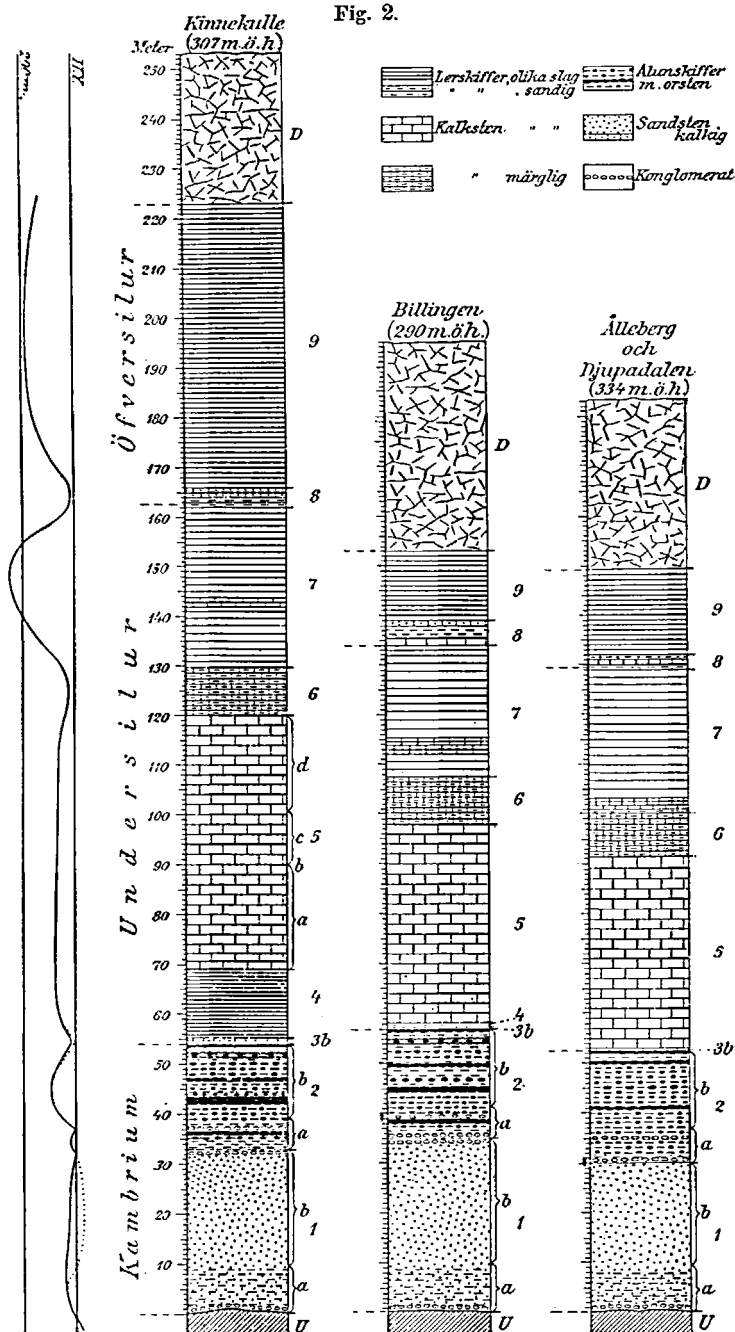 Fig. 2.
Kinnekulle
(307 m.ö.h.)
Meter
250
240
230
220
210
200
190
180
170
160
150
140
130
120
110
100
90
80
70
60
50
40
30
20
10
XII
Öfversilur
Undersilur
Kambrium
D
9
8
7
6
d
c 5
b
a
4
3b
b
2
a
b
1
a
U
Lerskiffer, olika slag
" " , sandig
Kalksten " "
" märglig
Alunskiffer
m. orsten
Sandsten
kalkig
Konglomerat
Billingen
(290 m.ö.h.)
D
9
8
7
6
5
4
3b
b
2
a
b
1
a
U
Ålleberg
och
Djupadalen
(334 m.ö.h.)
D
9
8
7
6
5
3b
b
2
a
b
1
a
U